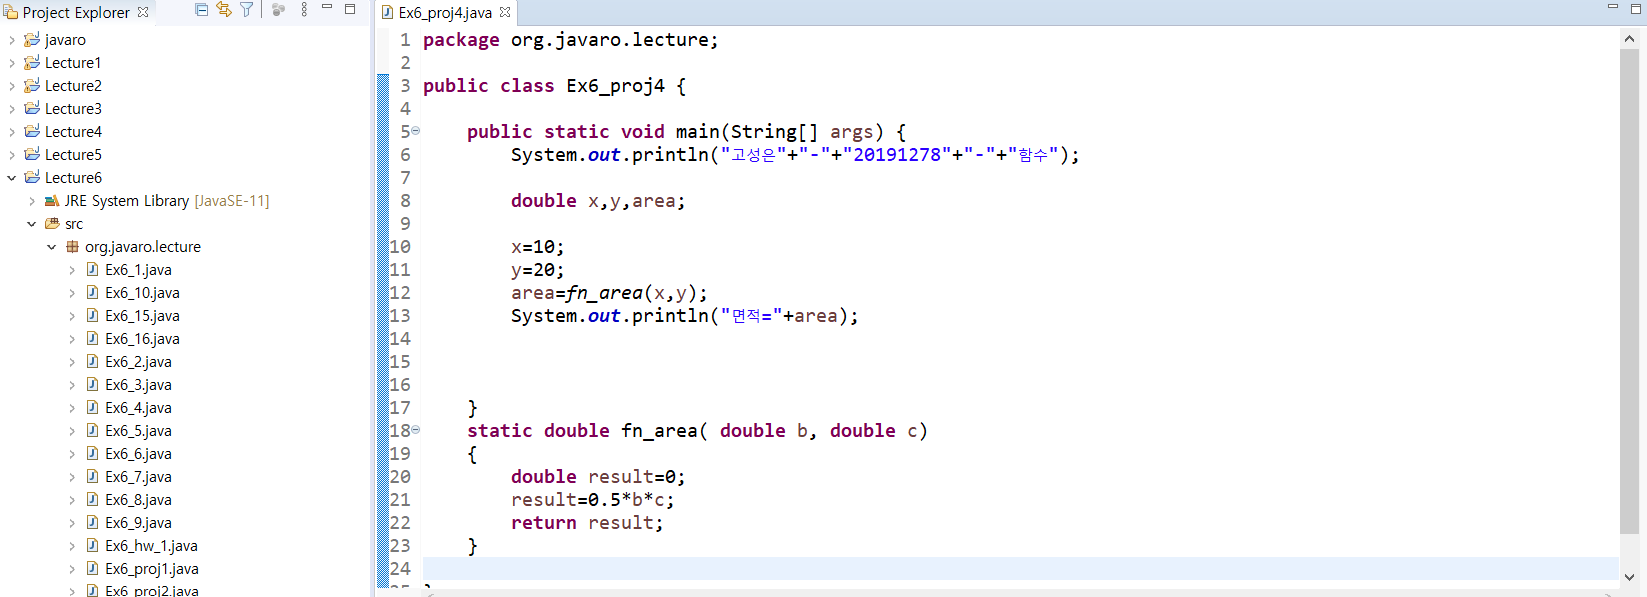 Project Explorer
javaro
Lecture1
Lecture2
Lecture3
Lecture4
Lecture5
Lecture6
JRE System Library [JavaSE-11]
src
org.javaro.lecture
Ex6_1.java
Ex6_10.java
Ex6_15.java
Ex6_16.java
Ex6_2.java
Ex6_3.java
Ex6_4.java
Ex6_5.java
Ex6_6.java
Ex6_7.java
Ex6_8.java
Ex6_9.java
Ex6_hw_1.java
Ex6_proj1.java
Ex6_proj2.java
Ex6_proj4.java
1 package org.javaro.lecture;
2
3 public class Ex6_proj4 {
4
5 public static void main(String[] args) {
6 System.out.println("고성은"+"-"+"20191278"+"-"+"함수");
7
8 double x,y,area;
9
10 x=10;
11 y=20;
12 area=fn_area(x,y);
13 System.out.println("면적="+area);
14
15
16
17 }
18 static double fn_area( double b, double c)
19 {
20 double result=0;
21 result=0.5*b*c;
22 return result;
23 }
24
25 }